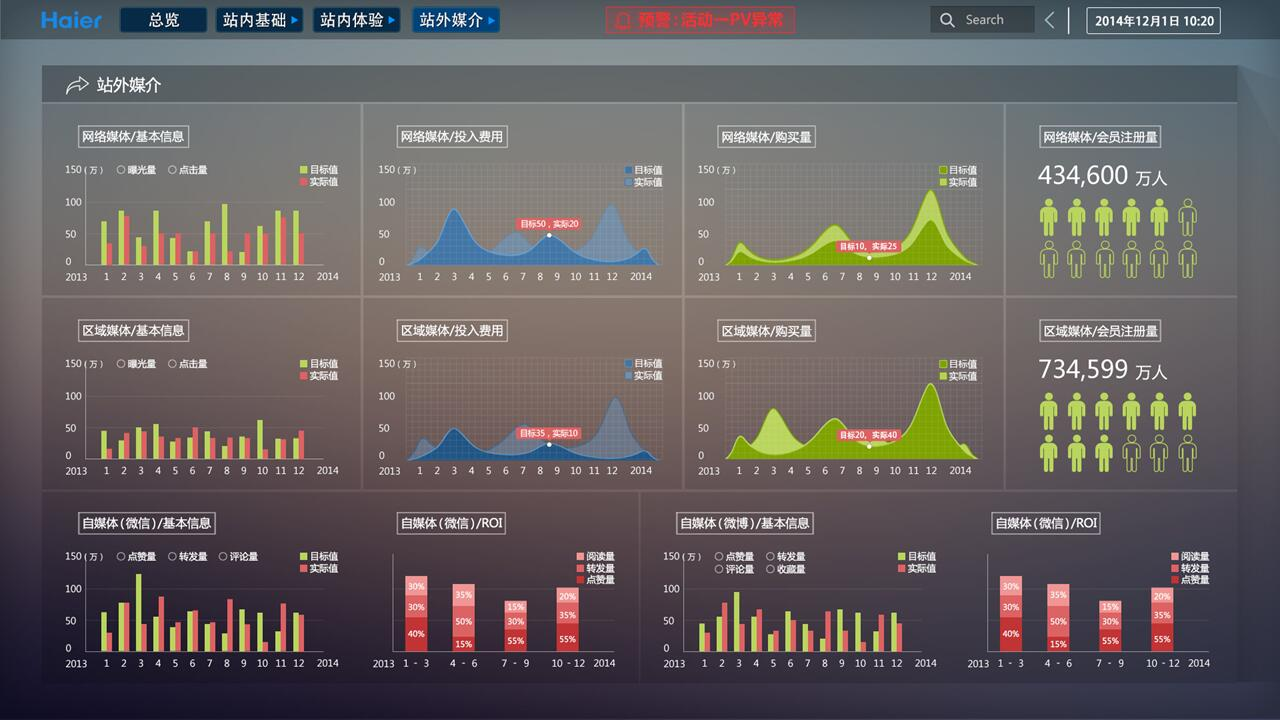 Haier 总览 站内基础 站内体验 站外媒介 预警:活动一PV异常 Search 2014年12月1日 10:20
站外媒介
网络媒体/基本信息
150(万) 曝光量 点击量 目标值
实际值
100
50
0
2013 1 2 3 4 5 6 7 8 9 10 11 12 2014
网络媒体/投入费用
150(万) 目标值
实际值
100
目标50,实际20
50
0
2013 1 2 3 4 5 6 7 8 9 10 11 12 2014
网络媒体/购买量
150(万) 目标值
实际值
100
50
目标10,实际25
0
2013 1 2 3 4 5 6 7 8 9 10 11 12 2014
网络媒体/会员注册量
434,600 万人
区域媒体/基本信息
150(万) 曝光量 点击量 目标值
实际值
100
50
0
2013 1 2 3 4 5 6 7 8 9 10 11 12 2014
区域媒体/投入费用
150(万) 目标值
实际值
100
50
目标35,实际10
0
2013 1 2 3 4 5 6 7 8 9 10 11 12 2014
区域媒体/购买量
150(万) 目标值
实际值
100
50
目标20,实际40
0
2013 1 2 3 4 5 6 7 8 9 10 11 12 2014
区域媒体/会员注册量
734,599 万人
自媒体(微信)/基本信息
150(万) 点赞量 转发量 评论量 目标值
实际值
100
50
0
2013 1 2 3 4 5 6 7 8 9 10 11 12 2014
自媒体(微信)/ROI
阅读量
转发量
点赞量
30% 35% 15% 20%
30% 50% 30% 35%
40% 15% 55% 55%
2013 1 - 3 4 - 6 7 - 9 10 - 12 2014
自媒体(微博)/基本信息
150(万) 点赞量 转发量 目标值
评论量 收藏量 实际值
100
50
0
2013 1 2 3 4 5 6 7 8 9 10 11 12 2014
自媒体(微信)/ROI
阅读量
转发量
点赞量
30% 35% 15% 20%
30% 50% 30% 35%
40% 15% 55% 55%
2013 1 - 3 4 - 6 7 - 9 10 - 12 2014